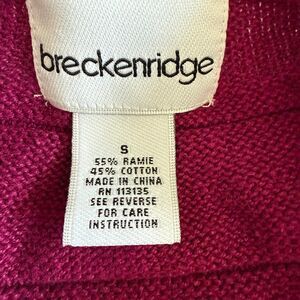 breckenridge
S
55% RAMIE
45% COTTON
MADE IN CHINA
RN 113135
SEE REVERSE
FOR CARE
INSTRUCTION